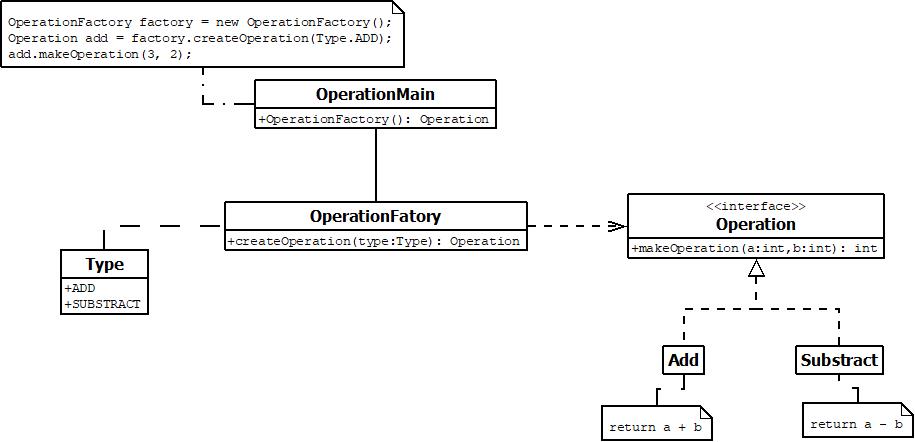 OperationFactory factory = new OperationFactory();
Operation add = factory.createOperation(Type.ADD);
add.makeOperation(3, 2);
OperationMain
+OperationFactory(): Operation
OperationFatory
+createOperation(type:Type): Operation
<<interface>>
Operation
+makeOperation(a:int,b:int): int
Type
+ADD
+SUBSTRACT
Add
Substract
return a + b
return a - b